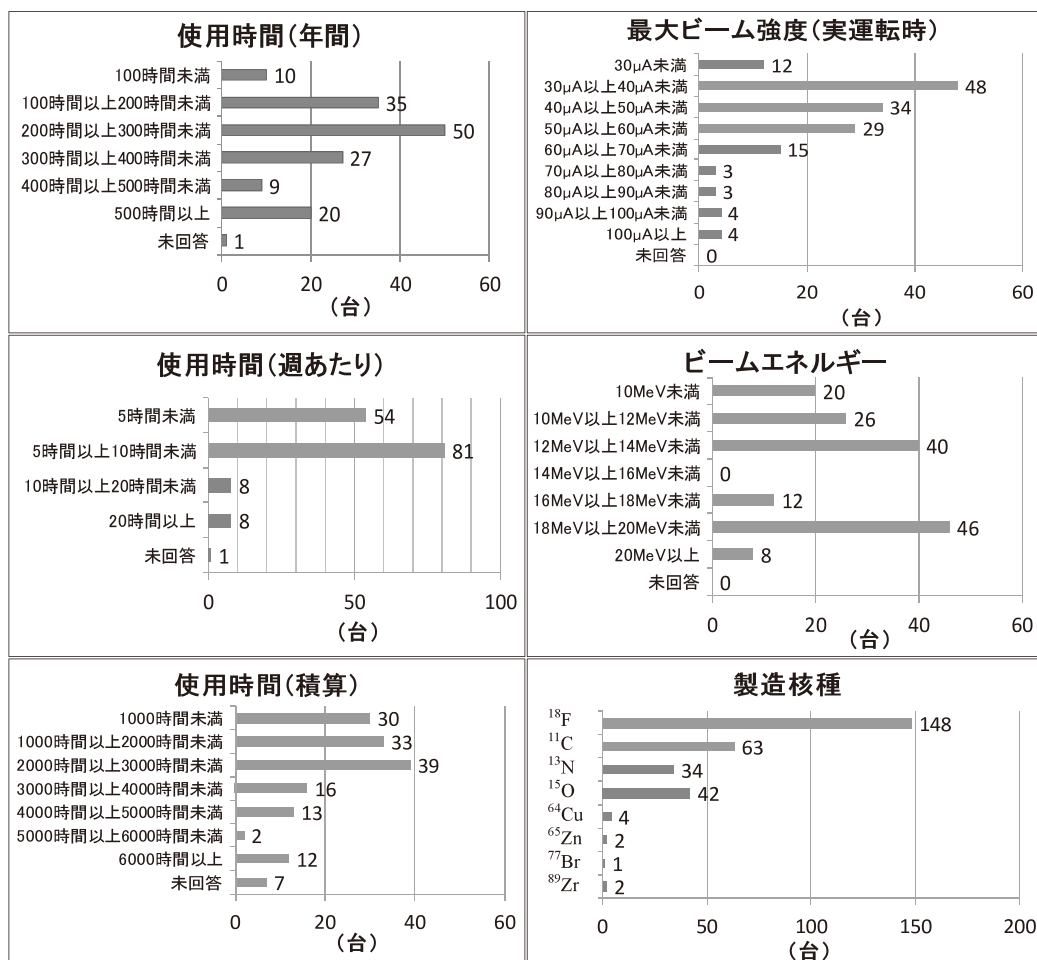 使用時間(年間)
100時間未満 10
100時間以上200時間未満 35
200時間以上300時間未満 50
300時間以上400時間未満 27
400時間以上500時間未満 9
500時間以上 20
未回答 1
0 20 40 60
(台)
最大ビーム強度(実運転時)
30μA未満 12
30μA以上40μA未満 48
40μA以上50μA未満 34
50μA以上60μA未満 29
60μA以上70μA未満 15
70μA以上80μA未満 3
80μA以上90μA未満 3
90μA以上100μA未満 4
100μA以上 4
未回答 0
0 20 40 60
(台)
使用時間(週あたり)
5時間未満 54
5時間以上10時間未満 81
10時間以上20時間未満 8
20時間以上 8
未回答 1
0 50 100
(台)
ビームエネルギー
10MeV未満 20
10MeV以上12MeV未満 26
12MeV以上14MeV未満 40
14MeV以上16MeV未満 0
16MeV以上18MeV未満 12
18MeV以上20MeV未満 46
20MeV以上 8
未回答 0
0 20 40 60
(台)
使用時間(積算)
1000時間未満 30
1000時間以上2000時間未満 33
2000時間以上3000時間未満 39
3000時間以上4000時間未満 16
4000時間以上5000時間未満 13
5000時間以上6000時間未満 2
6000時間以上 12
未回答 7
0 20 40 60
(台)
製造核種
¹⁸F 148
¹¹C 63
¹³N 34
¹⁵O 42
⁶⁴Cu 4
⁶⁵Zn 2
⁷⁷Br 1
⁸⁹Zr 2
0 50 100 150 200
(台)